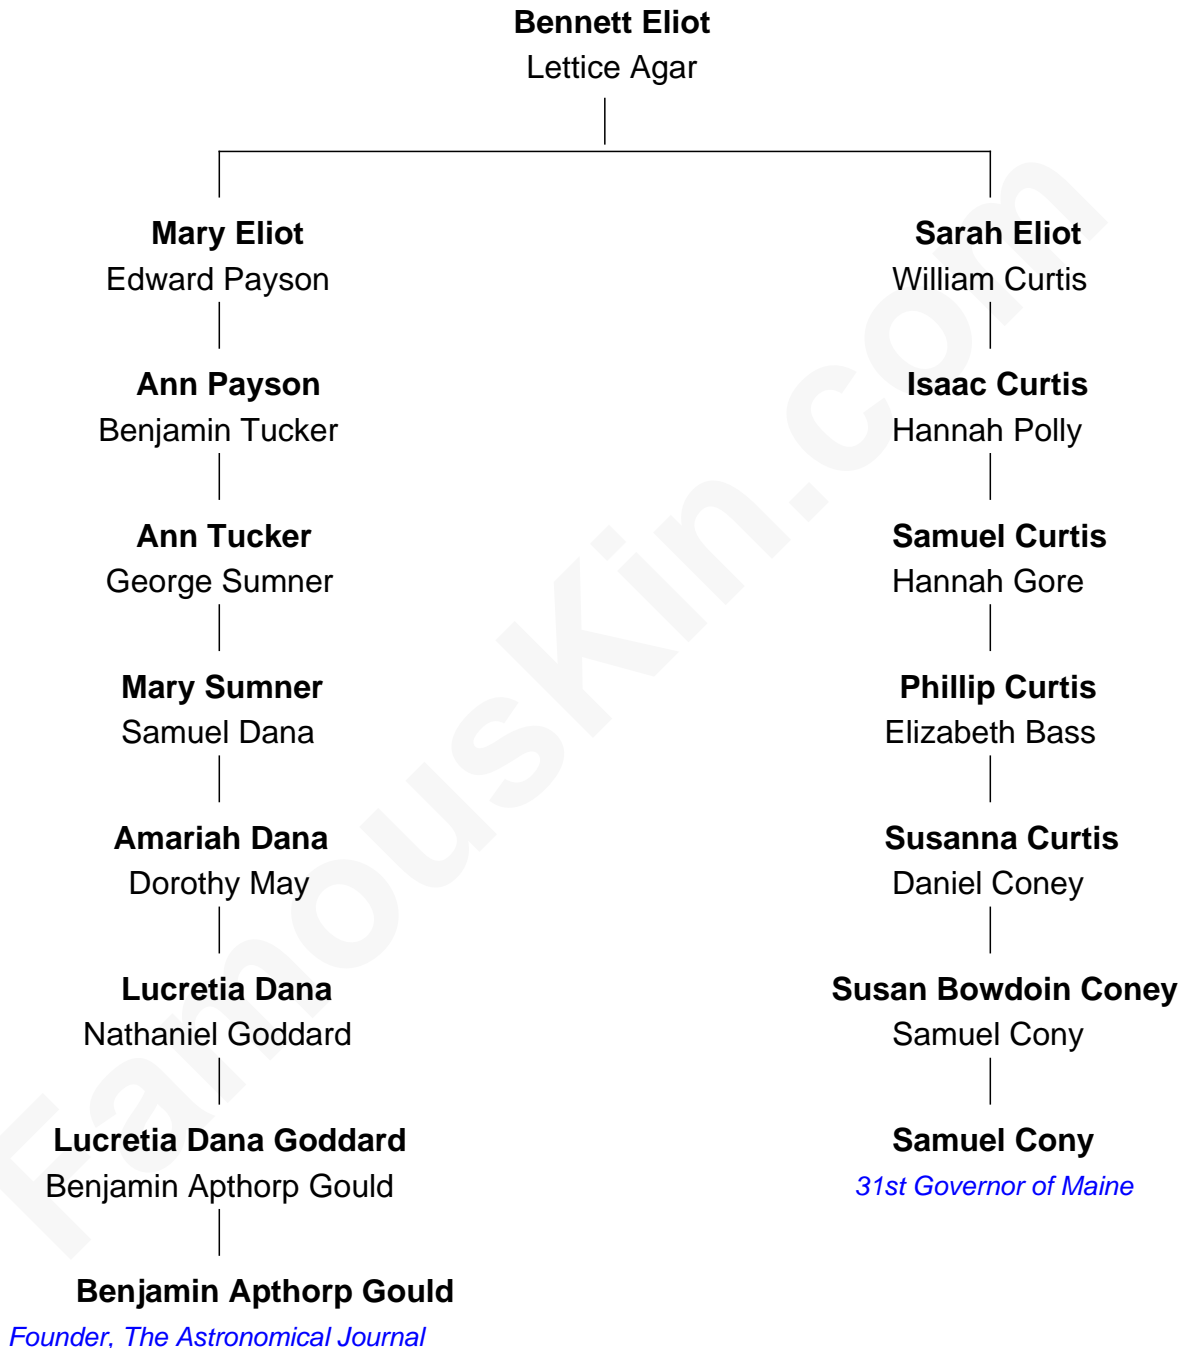 Bennett Eliot
Lettice Agar
Mary Eliot
Edward Payson
Ann Payson
Benjamin Tucker
Ann Tucker
George Sumner
Mary Sumner
Samuel Dana
Amariah Dana
Dorothy May
Lucretia Dana
Nathaniel Goddard
Lucretia Dana Goddard
Benjamin Apthorp Gould
Benjamin Apthorp Gould
Founder, The Astronomical Journal
Sarah Eliot
William Curtis
Isaac Curtis
Hannah Polly
Samuel Curtis
Hannah Gore
Phillip Curtis
Elizabeth Bass
Susanna Curtis
Daniel Coney
Susan Bowdoin Coney
Samuel Cony
Samuel Cony
31st Governor of Maine
FamousKin.com